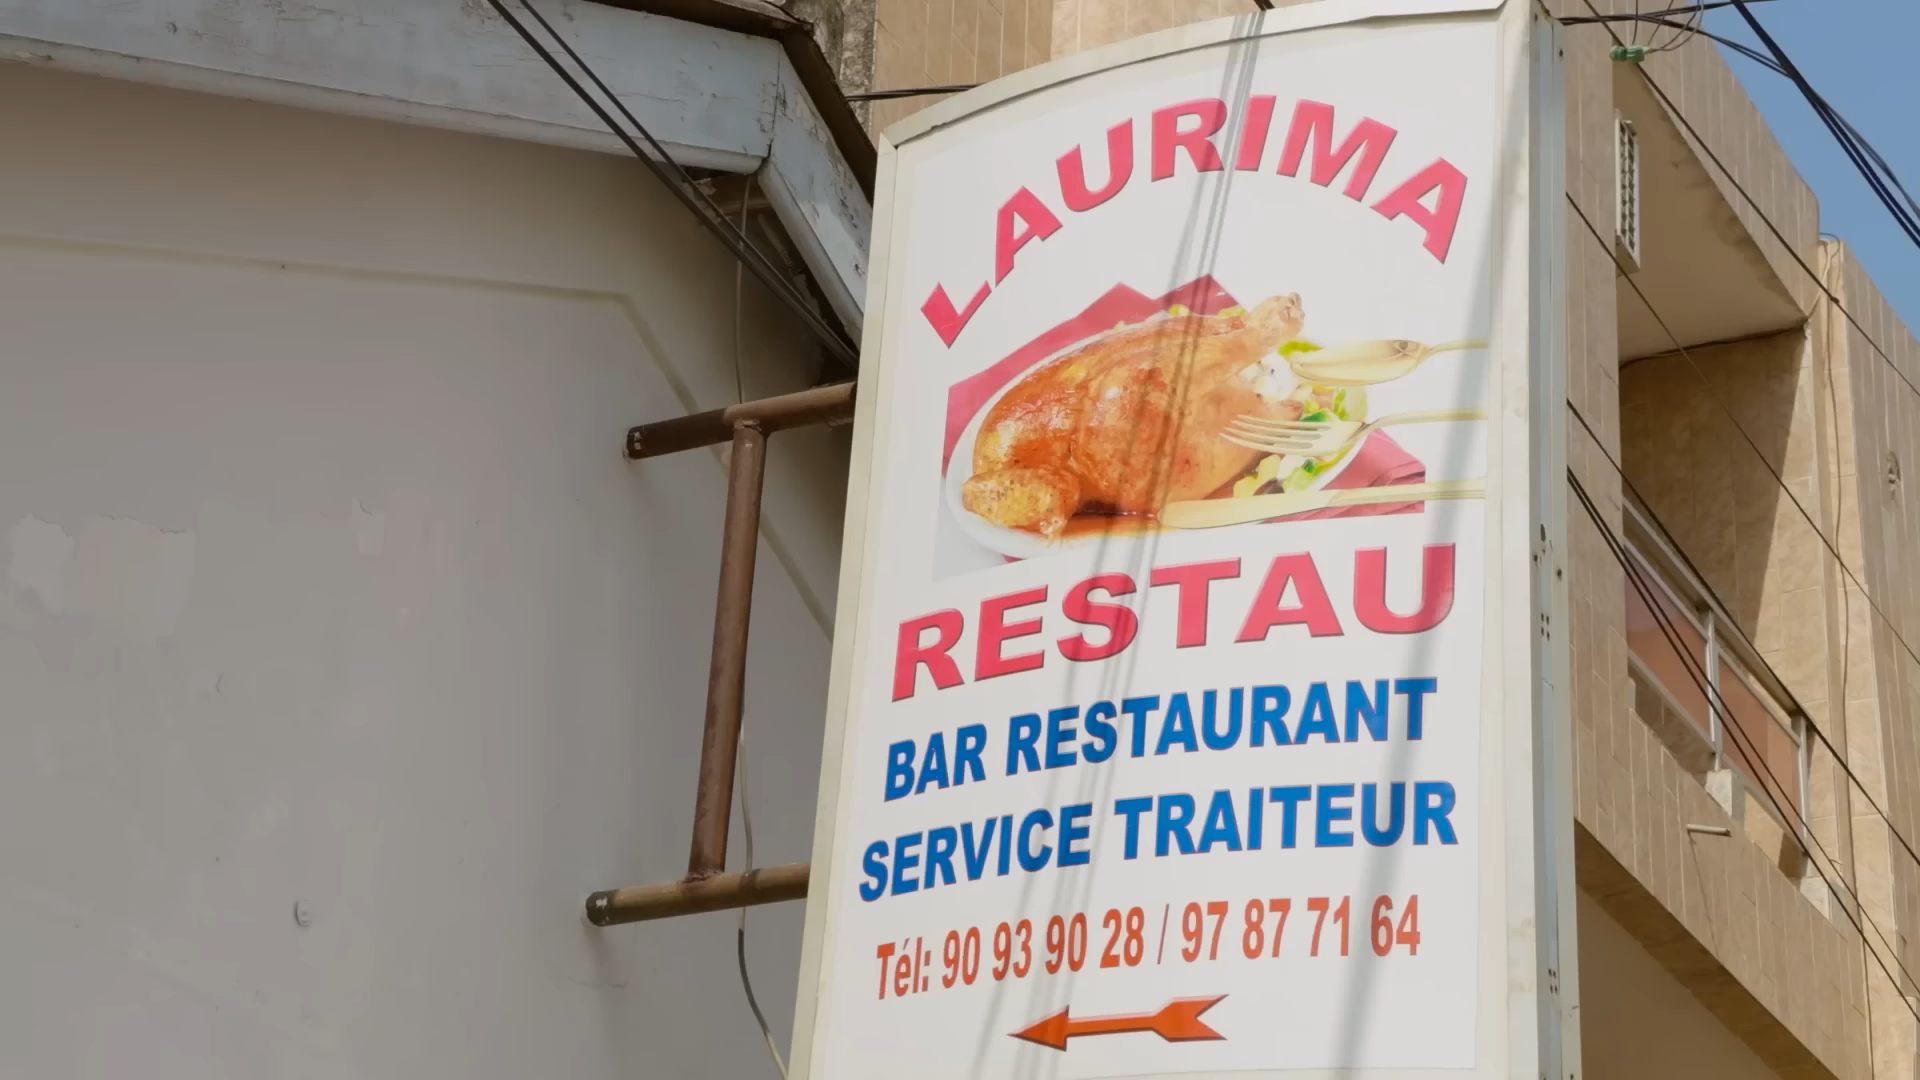 LAURIMA
RESTAU
BAR RESTAURANT
SERVICE TRAITEUR
Tél: 90 93 90 28 / 97 87 71 64